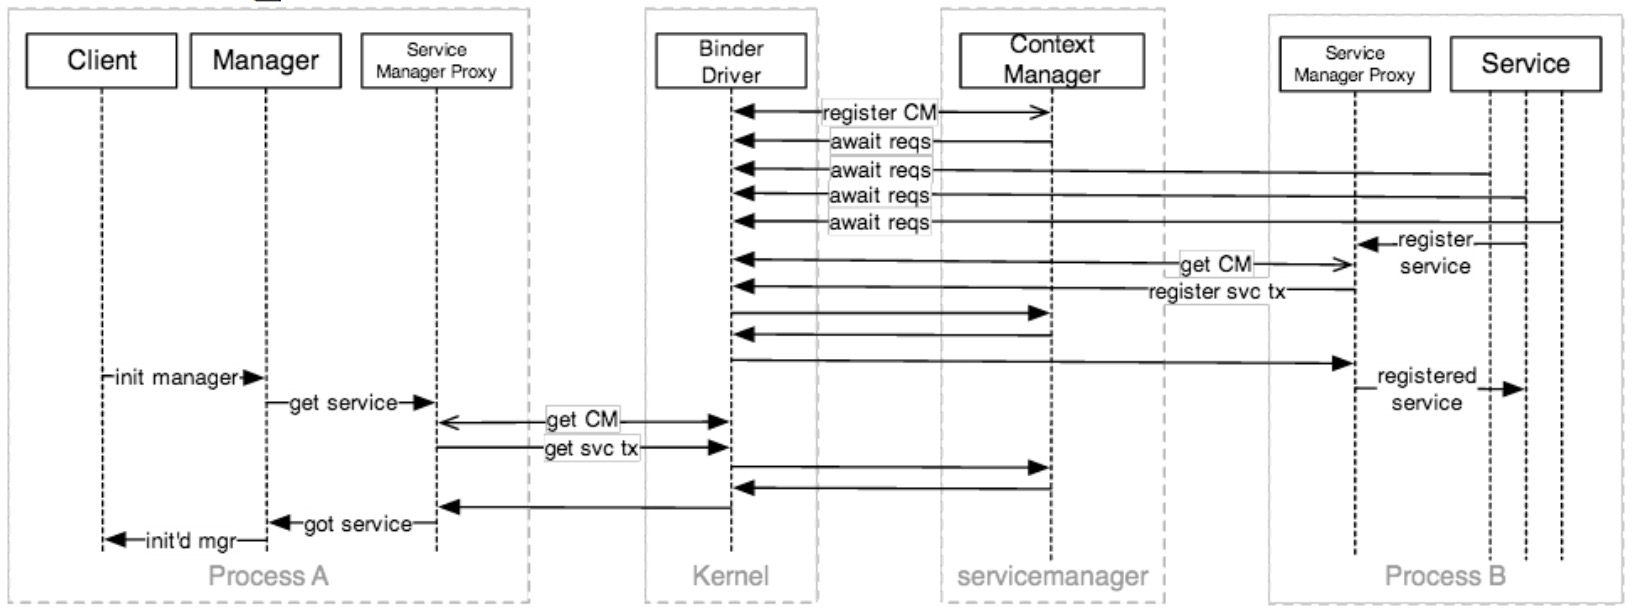 Client
Manager
Service
Manager Proxy
Binder
Driver
Context
Manager
Service
Manager Proxy
Service
register CM
await reqs
await reqs
await reqs
await reqs
register
service
get CM
register svc tx
init manager
registered
service
get service
get CM
get svc tx
got service
init'd mgr
Process A
Kernel
servicemanager
Process B